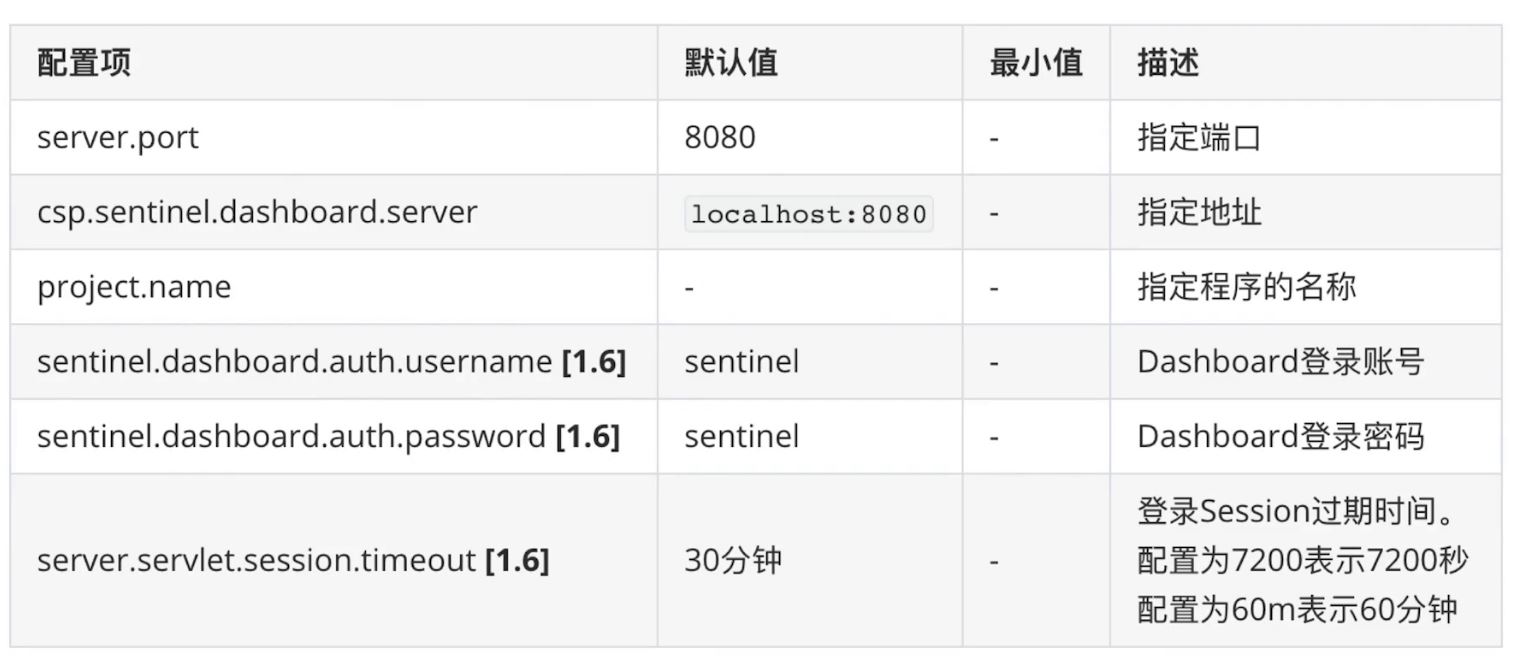 配置项 默认值 最小值 描述
server.port 8080 - 指定端口
csp.sentinel.dashboard.server localhost:8080 - 指定地址
project.name - - 指定程序的名称
sentinel.dashboard.auth.username [1.6] sentinel - Dashboard登录账号
sentinel.dashboard.auth.password [1.6] sentinel - Dashboard登录密码
server.servlet.session.timeout [1.6] 30分钟 - 登录Session过期时间。
配置为7200表示7200秒
配置为60m表示60分钟